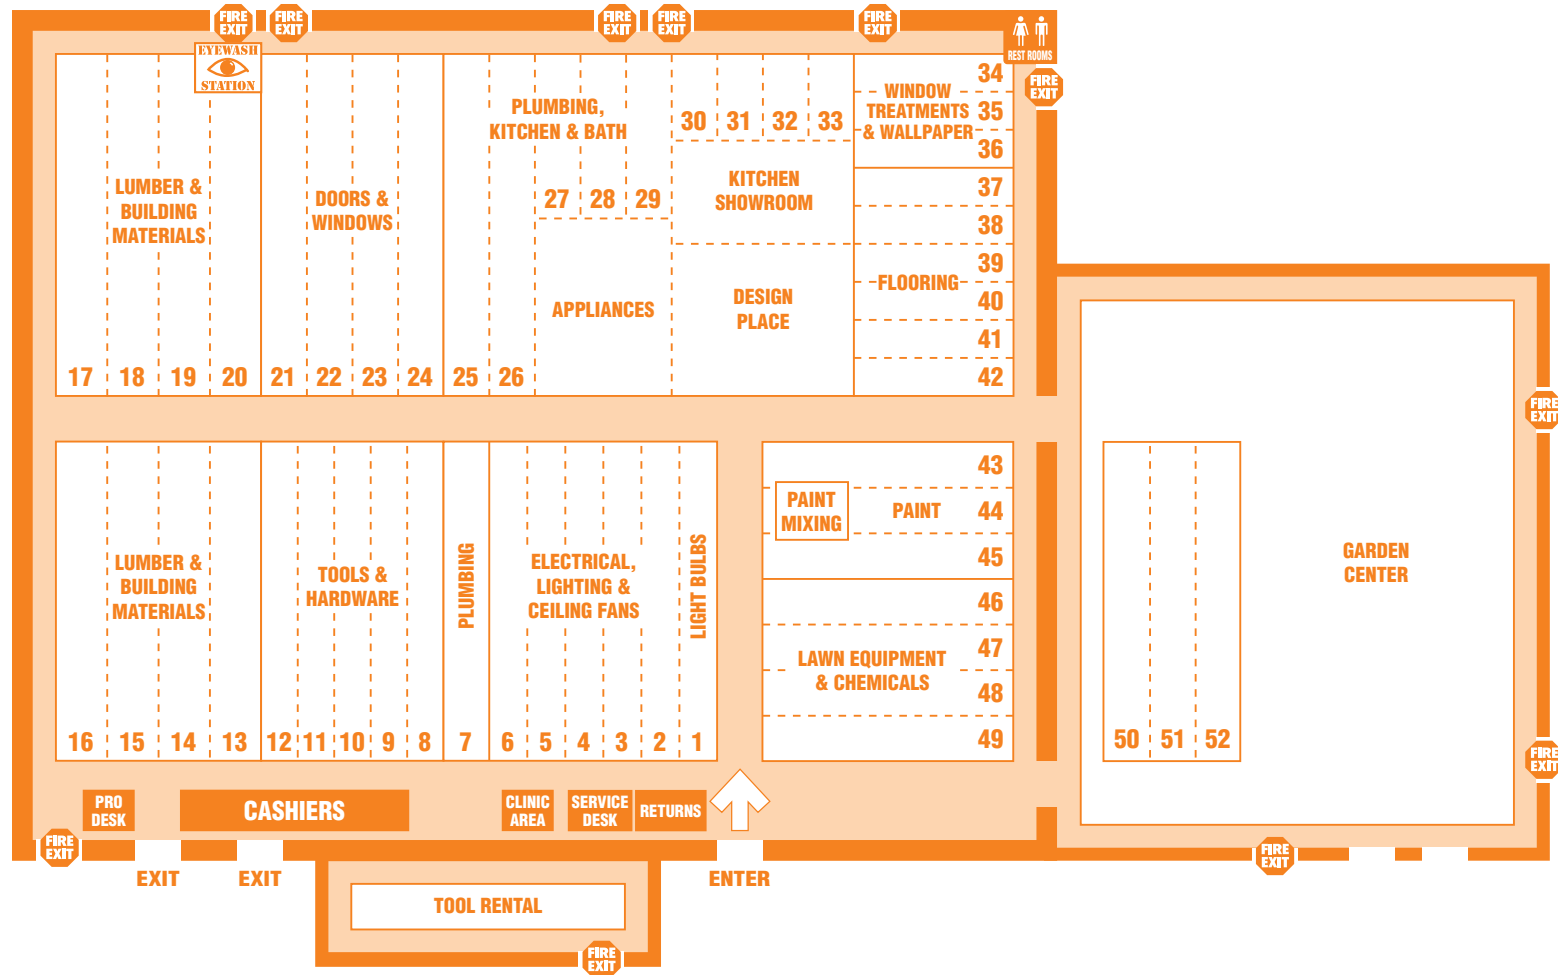 FIRE
EXIT
FIRE
EXIT
FIRE
EXIT
FIRE
EXIT
FIRE
EXIT
REST ROOMS
FIRE
EXIT
EYEWASH
STATION
LUMBER &
BUILDING
MATERIALS
17 18 19 20
DOORS &
WINDOWS
21 22 23 24
PLUMBING,
KITCHEN & BATH
27 28 29
25 26
APPLIANCES
30 31 32 33
KITCHEN
SHOWROOM
DESIGN
PLACE
WINDOW
TREATMENTS
& WALLPAPER
34
35
36
37
38
39
FLOORING
40
41
42
LUMBER &
BUILDING
MATERIALS
16 15 14 13
TOOLS &
HARDWARE
12 11 10 9 8
PLUMBING
7
ELECTRICAL,
LIGHTING &
CEILING FANS
6 5 4 3 2
LIGHT BULBS
1
43
PAINT
MIXING
PAINT
44
45
46
47
LAWN EQUIPMENT
& CHEMICALS
48
49
50 51 52
GARDEN
CENTER
FIRE
EXIT
FIRE
EXIT
FIRE
EXIT
PRO
DESK
CASHIERS
CLINIC
AREA
SERVICE
DESK
RETURNS
FIRE
EXIT
EXIT
EXIT
ENTER
TOOL RENTAL
FIRE
EXIT